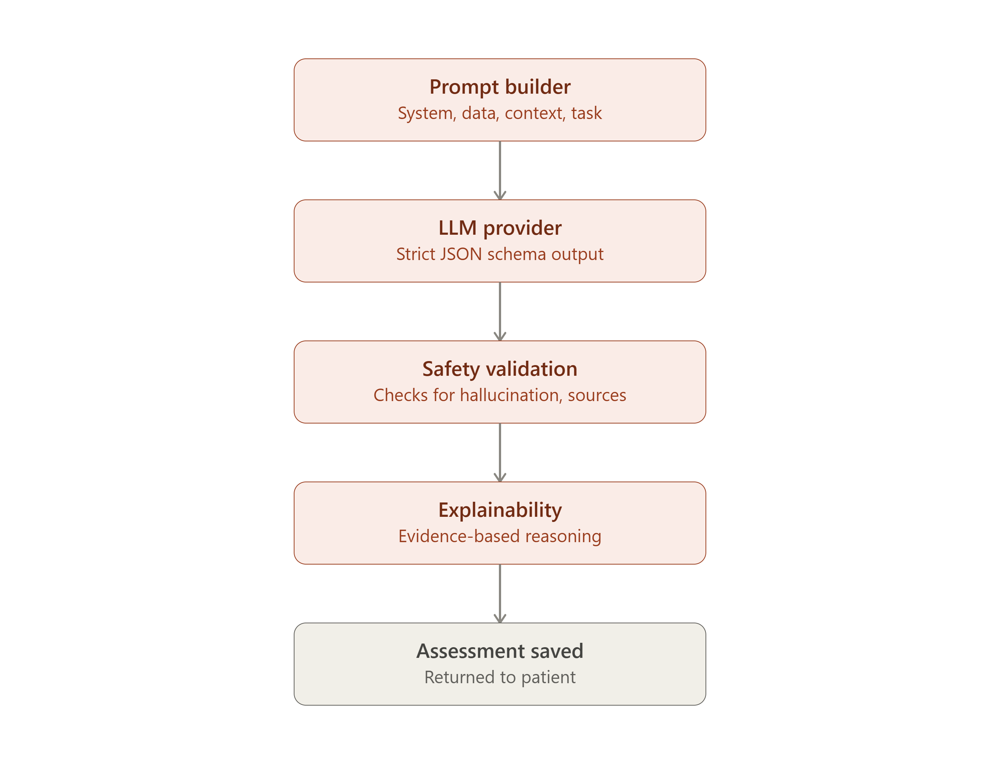 Prompt builder
System, data, context, task
LLM provider
Strict JSON schema output
Safety validation
Checks for hallucination, sources
Explainability
Evidence-based reasoning
Assessment saved
Returned to patient